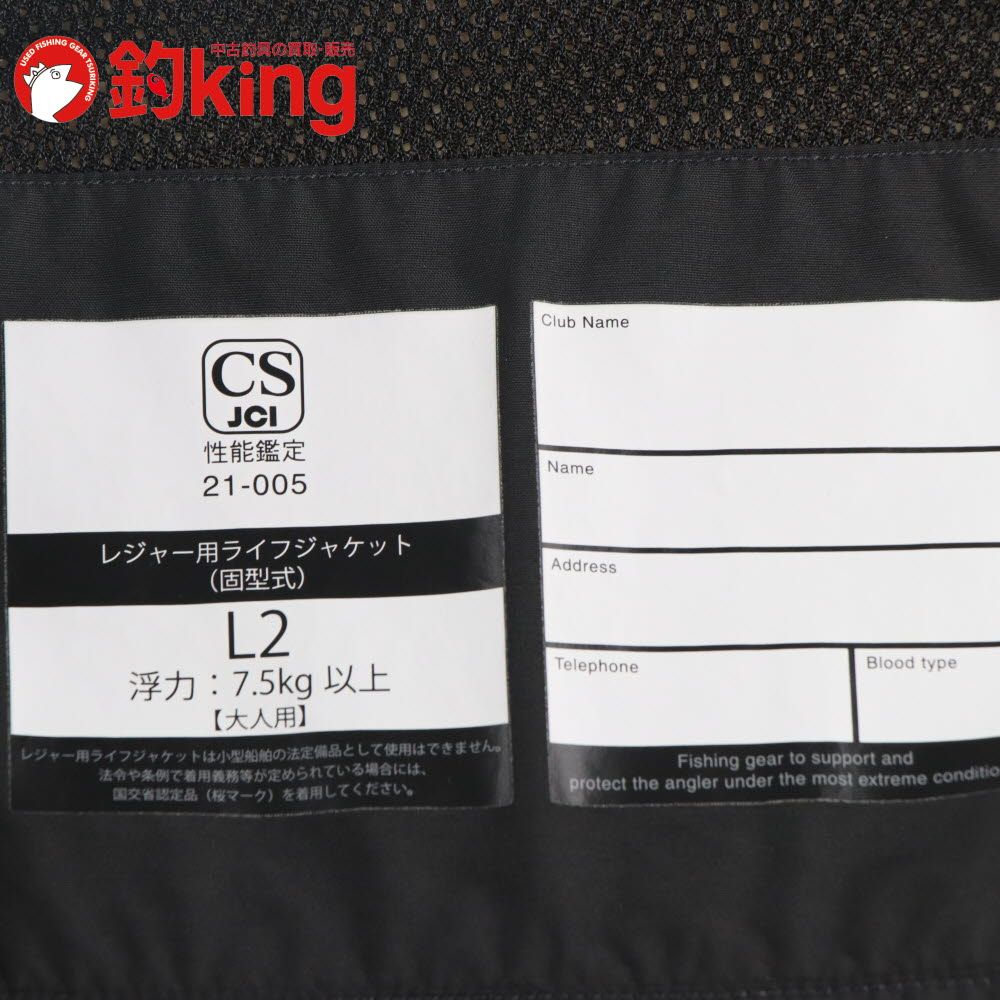 USED FISHING GEAR TSURIKING
中古釣具の買取・販売
釣king
CS
JCI
性能鑑定
21-005
レジャー用ライフジャケット
(固型式)
L2
浮力：7.5kg 以上
【大人用】
レジャー用ライフジャケットは小型船舶の法定備品として使用はできません。
法令や条例で着用義務等が定められている場合には、
国交省認定品（桜マーク）を着用してください。
Club Name
Name
Address
Telephone
Blood type
Fishing gear to support and
protect the angler under the most extreme conditio